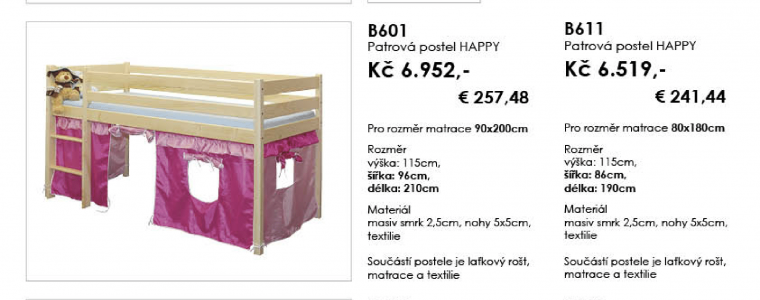 B601
Patrová postel HAPPY
Kč 6.952,-
€ 257,48
Pro rozměr matrace 90x200cm
Rozměr
výška: 115cm,
šířka: 96cm,
délka: 210cm
Materiál
masiv smrk 2,5cm, nohy 5x5cm,
textilie
Součástí postele je laťkový rošt,
matrace a textilie
B611
Patrová postel HAPPY
Kč 6.519,-
€ 241,44
Pro rozměr matrace 80x180cm
Rozměr
výška: 115cm,
šířka: 86cm,
délka: 190cm
Materiál
masiv smrk 2,5cm, nohy 5x5cm,
textilie
Součástí postele je laťkový rošt,
matrace a textilie